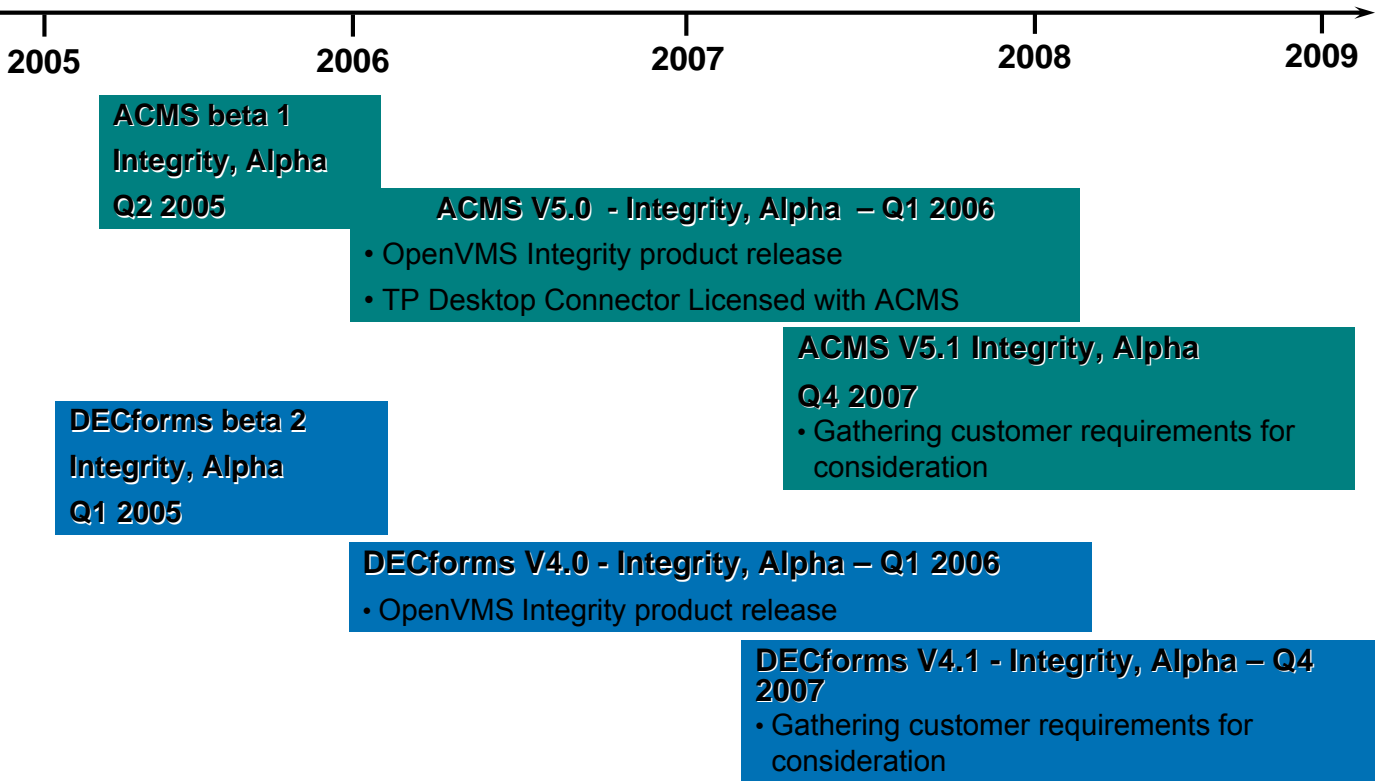 2005 2006 2007 2008 2009
ACMS beta 1
Integrity, Alpha
Q2 2005
ACMS V5.0 - Integrity, Alpha – Q1 2006
• OpenVMS Integrity product release
• TP Desktop Connector Licensed with ACMS
ACMS V5.1 Integrity, Alpha
Q4 2007
• Gathering customer requirements for
consideration
DECforms beta 2
Integrity, Alpha
Q1 2005
DECforms V4.0 - Integrity, Alpha – Q1 2006
• OpenVMS Integrity product release
DECforms V4.1 - Integrity, Alpha – Q4
2007
• Gathering customer requirements for
consideration